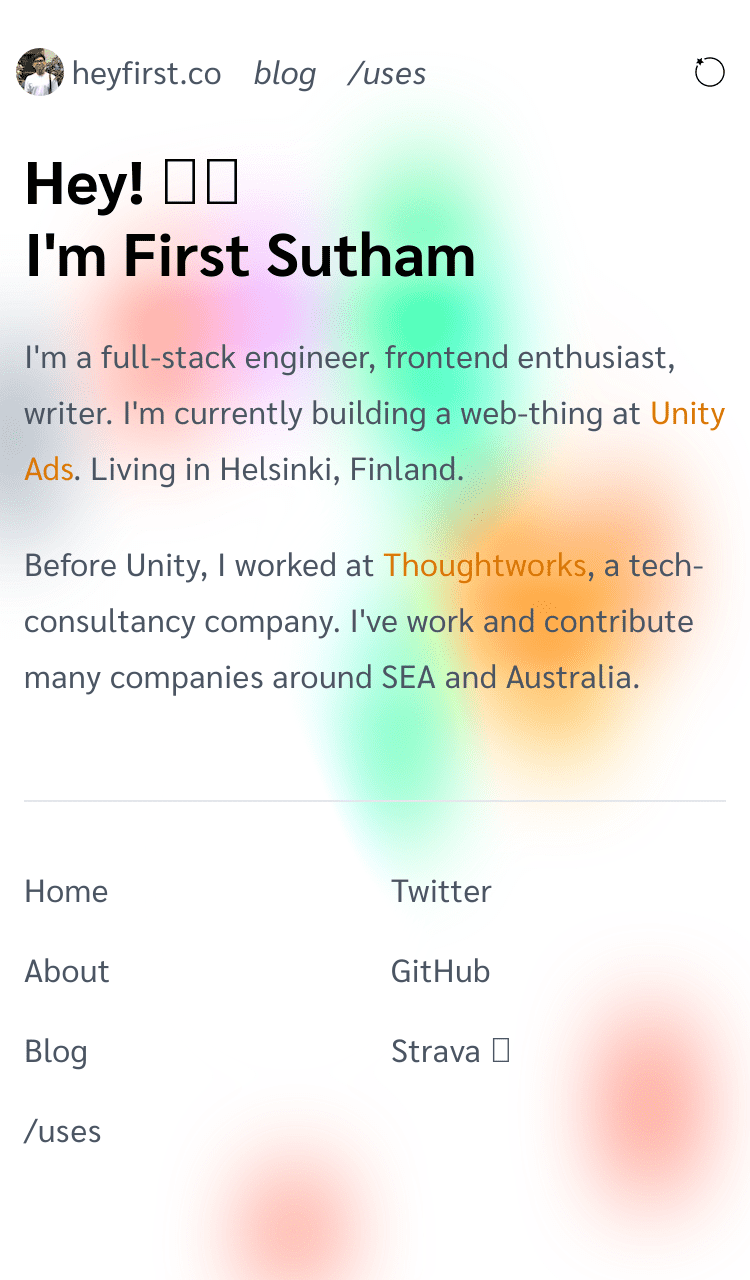 heyfirst.co blog /uses
Hey!
I'm First Sutham
I'm a full-stack engineer, frontend enthusiast,
writer. I'm currently building a web-thing at Unity
Ads. Living in Helsinki, Finland.
Before Unity, I worked at Thoughtworks, a tech-
consultancy company. I've work and contribute
many companies around SEA and Australia.
Home
Twitter
About
GitHub
Blog
Strava
/uses